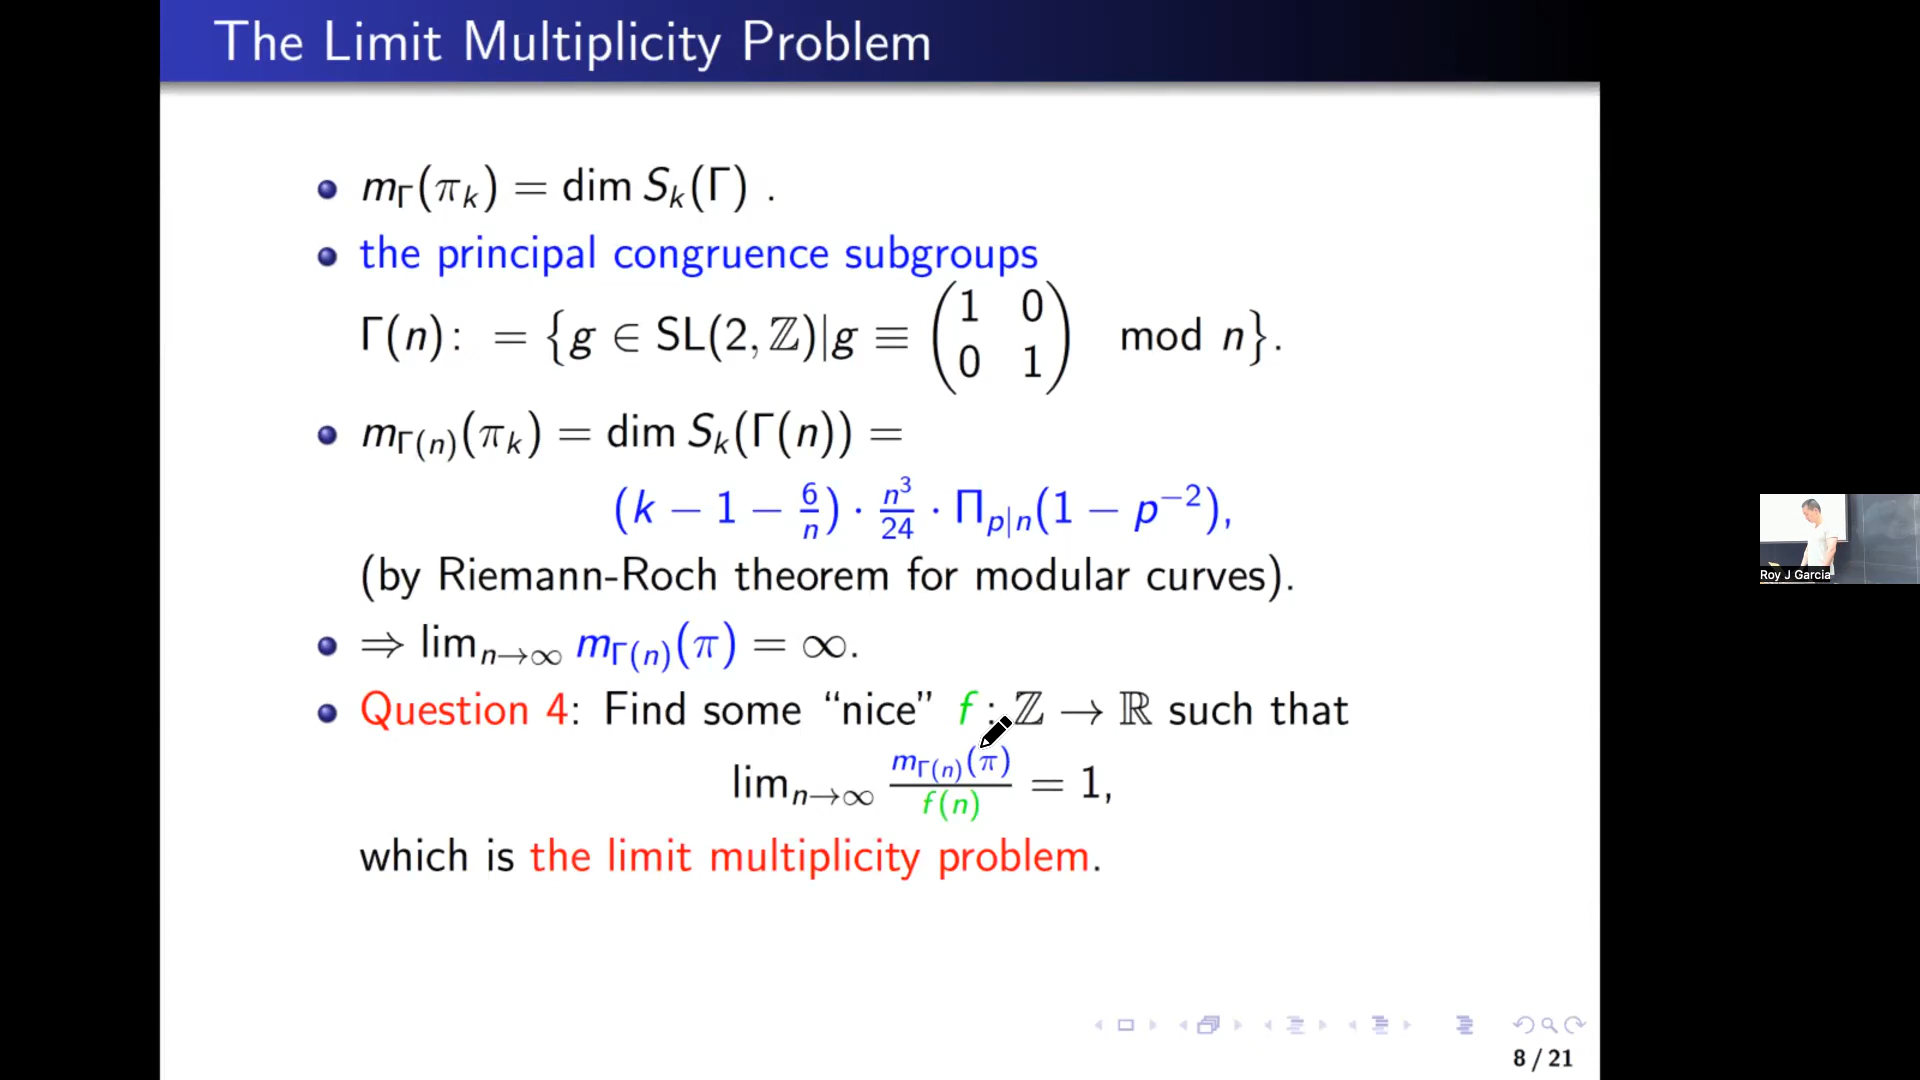 The Limit Multiplicity Problem
m_Γ(π_k) = dim S_k(Γ) .
the principal congruence subgroups
Γ(n): = {g ∈ SL(2, ℤ)|g ≡ (1 0 0 1) mod n}.
m_Γ(n)(π_k) = dim S_k(Γ(n)) =
(k − 1 − 6/n) · n³/24 · Π_p|n(1 − p⁻²),
(by Riemann-Roch theorem for modular curves).
⇒ lim_n→∞ m_Γ(n)(π) = ∞.
Question 4: Find some “nice” f : ℤ → ℝ such that
lim_n→∞ m_Γ(n)(π)/f(n) = 1,
which is the limit multiplicity problem.
Roy J Garcia
8 / 21